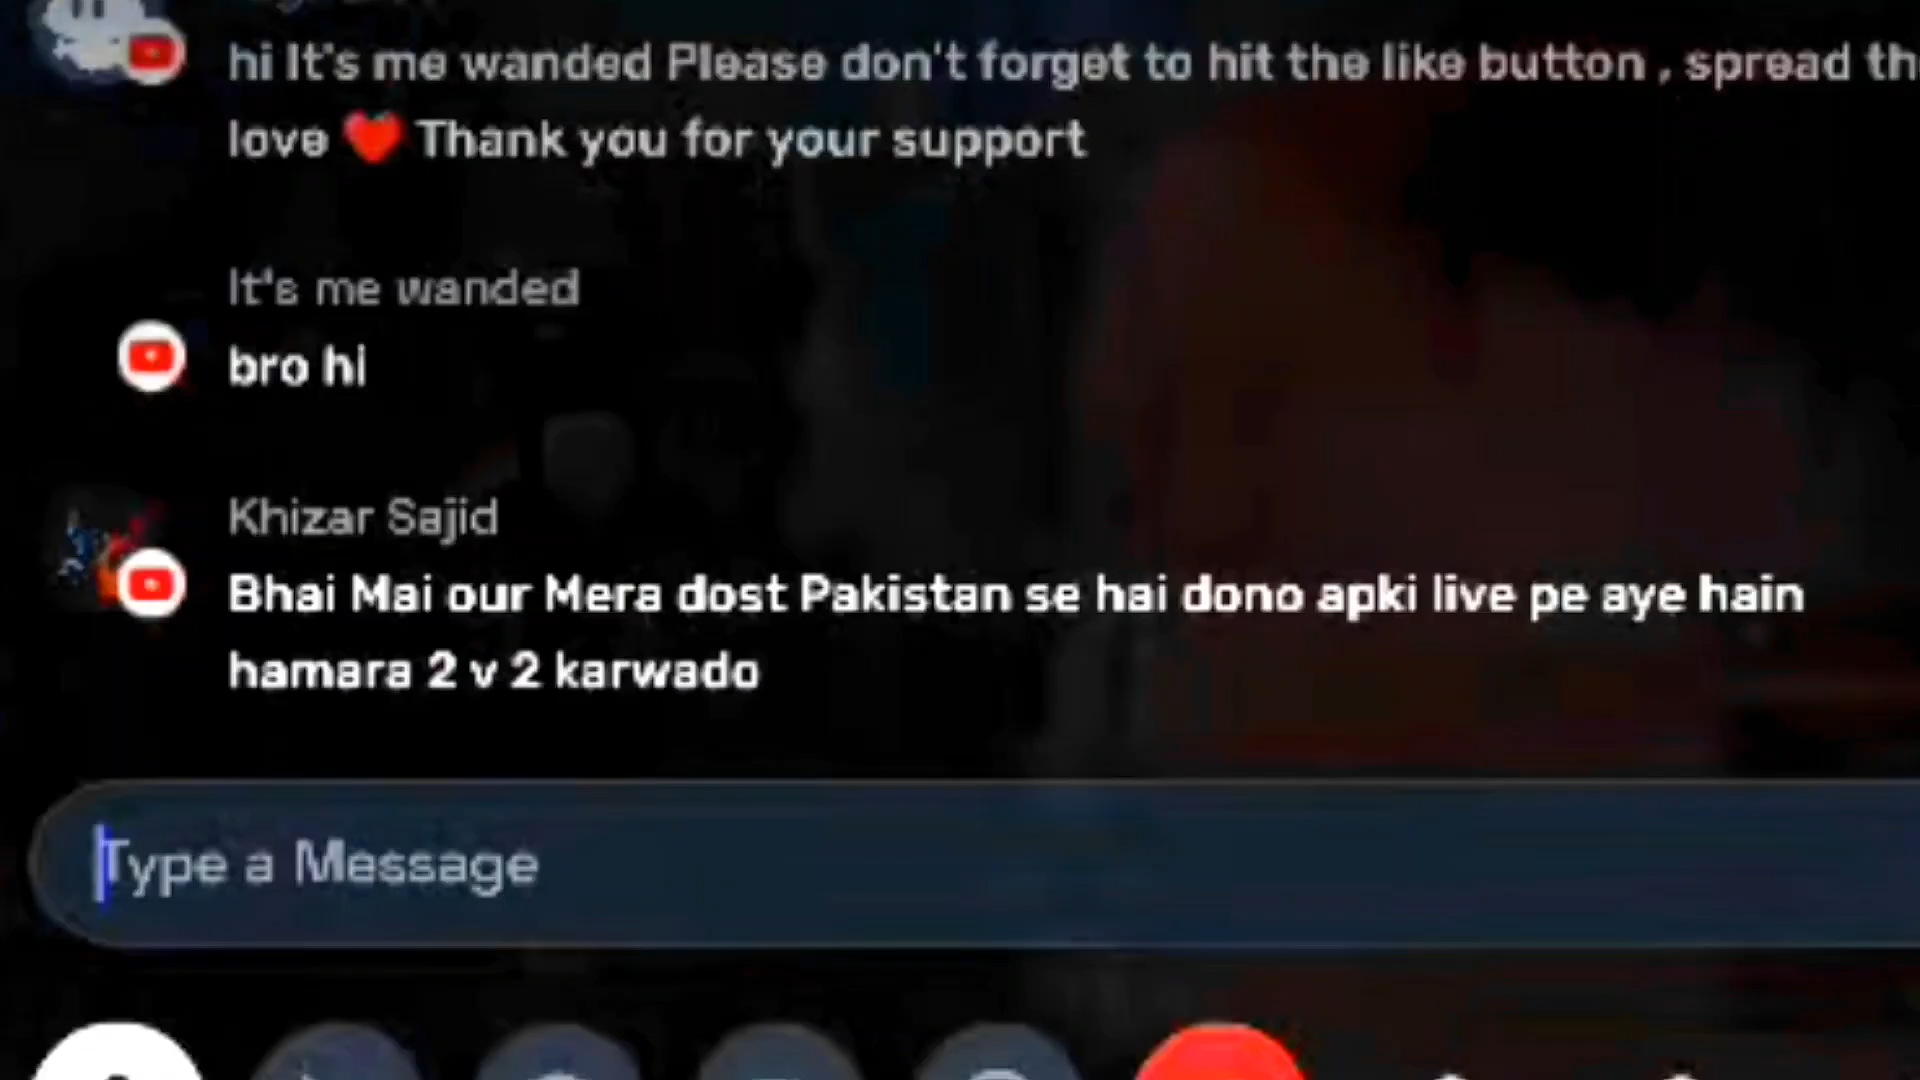 hi It's me wanded Please don't forget to hit the like button , spread
love ❤️ Thank you for your support
It's me wanded
bro hi
Khizar Sajid
Bhai Mai our Mera dost Pakistan se hai dono apki live pe aye hain
hamara 2 v 2 karwado
Type a Message